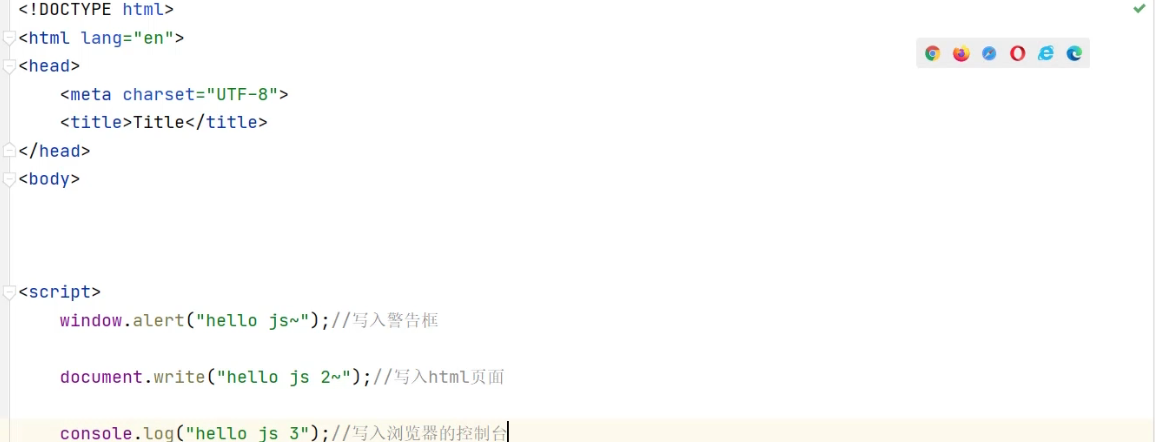 <!DOCTYPE html>
<html lang="en">
<head>
    <meta charset="UTF-8">
    <title>Title</title>
</head>
<body>
<script>
    window.alert("hello js~");//写入警告框
    document.write("hello js 2~");//写入html页面
    console.log("hello js 3");//写入浏览器的控制台